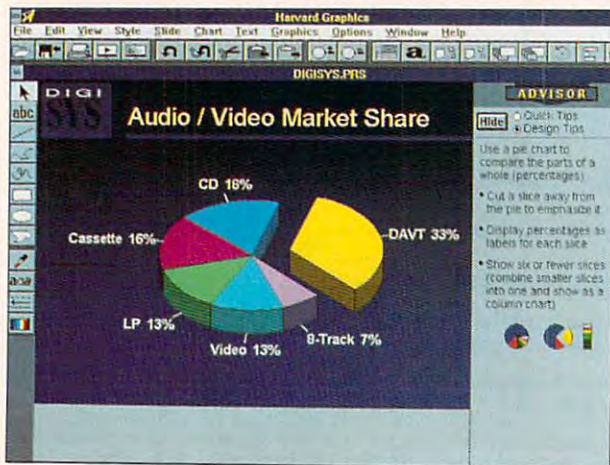 Harvard Graphics
File Edit View Style Slide Chart Text Graphics Options Window Help
a
DIGISYS.PRS
DIGI
SYS
Audio / Video Market Share
abc
aca
CD 18%
DAVT 33%
Cassette 16%
LP 13%
Video 13%
8-Track 7%
ADVISOR
Hide
Quick Tips
Design Tips
Use a pie chart to
compare the parts of a
whole (percentages)
• Cut a slice away from
the pie to emphasize it
• Display percentages as
labels for each slice
• Show six or fewer slices
(combine smaller slices
into one and show as a
column chart)